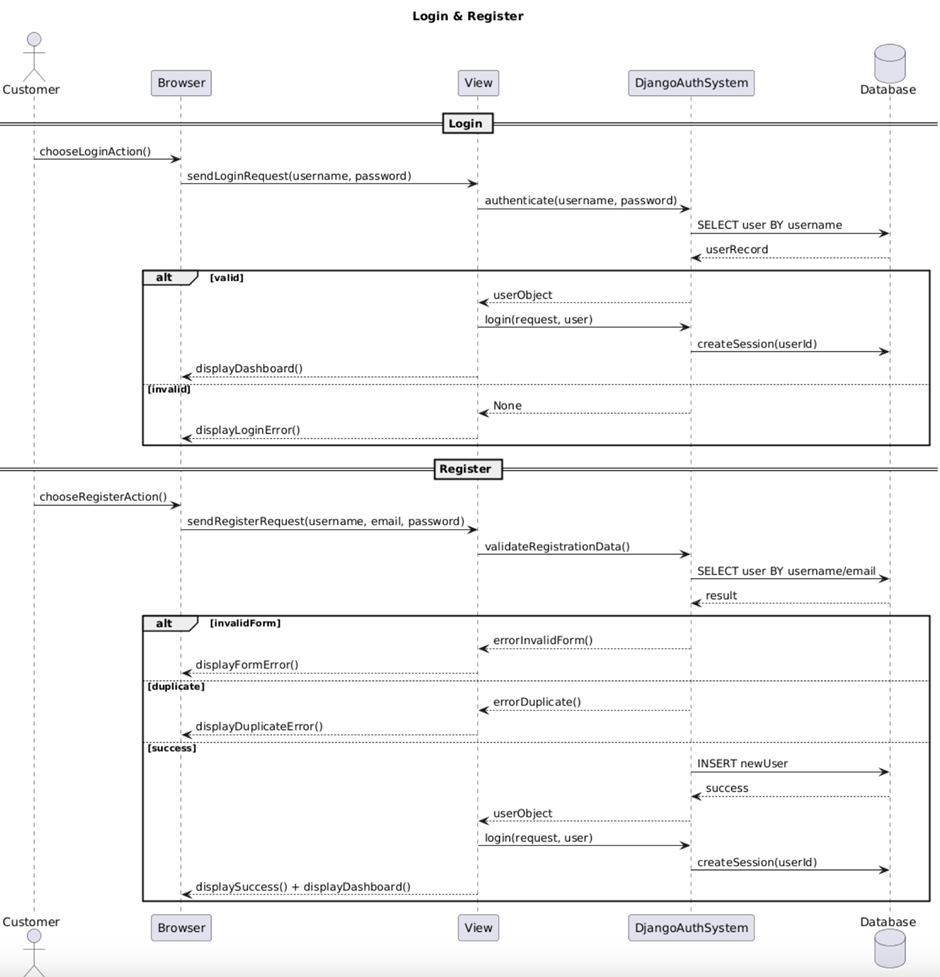 Login & Register
Customer
Browser
View
DjangoAuthSystem
Database
Login
chooseLoginAction()
sendLoginRequest(username, password)
authenticate(username, password)
SELECT user BY username
userRecord
alt [valid]
userObject
login(request, user)
createSession(userId)
displayDashboard()
[invalid]
None
displayLoginError()
Register
chooseRegisterAction()
sendRegisterRequest(username, email, password)
validateRegistrationData()
SELECT user BY username/email
result
alt [invalidForm]
errorInvalidForm()
displayFormError()
[duplicate]
errorDuplicate()
displayDuplicateError()
[success]
INSERT newUser
success
userObject
login(request, user)
createSession(userId)
displaySuccess() + displayDashboard()
Customer
Browser
View
DjangoAuthSystem
Database